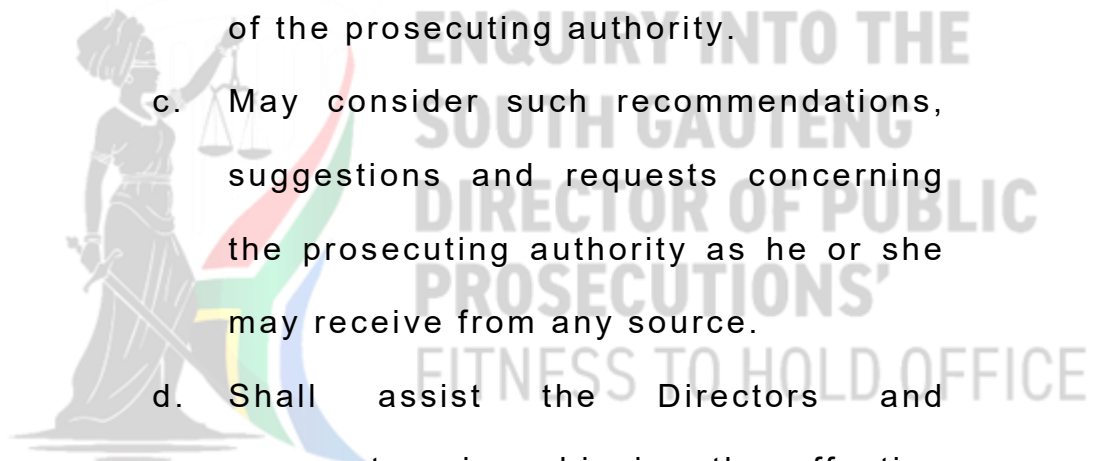 of the prosecuting authority.
c. May consider such recommendations,
suggestions and requests concerning
the prosecuting authority as he or she
may receive from any source.
d. Shall assist the Directors and
ENQUIRY INTO THE
SOUTH GAUTENG
DIRECTOR OF PUBLIC
PROSECUTIONS'
FITNESS TO HOLD OFFICE